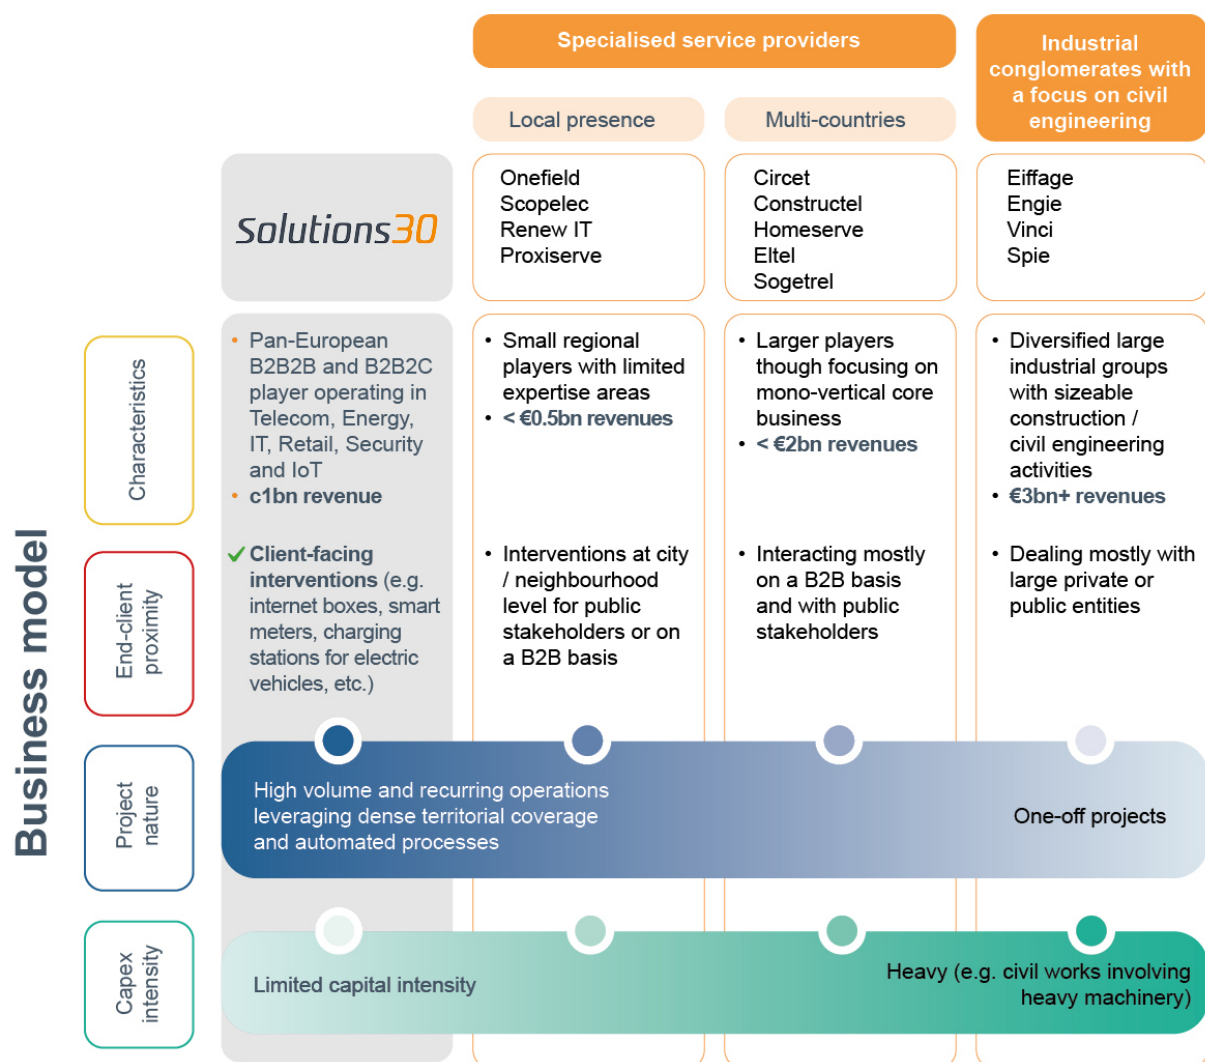 Specialised service providers
Industrial
conglomerates with
a focus on civil
engineering
Local presence
Multi-countries
Solutions30
Onefield
Scopelec
Renew IT
Proxiserve
Circet
Constructel
Homeserve
Eltel
Sogetrel
Eiffage
Engie
Vinci
Spie
Business model
Characteristics
• Pan-European
B2B2B and B2B2C
player operating in
Telecom, Energy,
IT, Retail, Security
and IoT
• c1bn revenue
• Small regional
players with limited
expertise areas
• < €0.5bn revenues
• Larger players
though focusing on
mono-vertical core
business
• < €2bn revenues
• Diversified large
industrial groups
with sizeable
construction /
civil engineering
activities
• €3bn+ revenues
End-client
proximity
✓ Client-facing
interventions (e.g.
internet boxes, smart
meters, charging
stations for electric
vehicles, etc.)
• Interventions at city
/ neighbourhood
level for public
stakeholders or on
a B2B basis
• Interacting mostly
on a B2B basis
and with public
stakeholders
• Dealing mostly with
large private or
public entities
Project
nature
High volume and recurring operations
leveraging dense territorial coverage
and automated processes
One-off projects
Capex
intensity
Limited capital intensity
Heavy (e.g. civil works involving
heavy machinery)